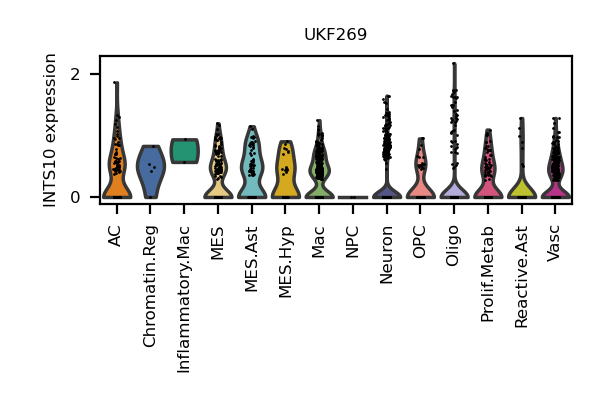 UKF269
INTS10 expression
2
0
AC
Chromatin.Reg
Inflammatory.Mac
MES
MES.Ast
MES.Hyp
Mac
NPC
Neuron
OPC
Oligo
Prolif.Metab
Reactive.Ast
Vasc